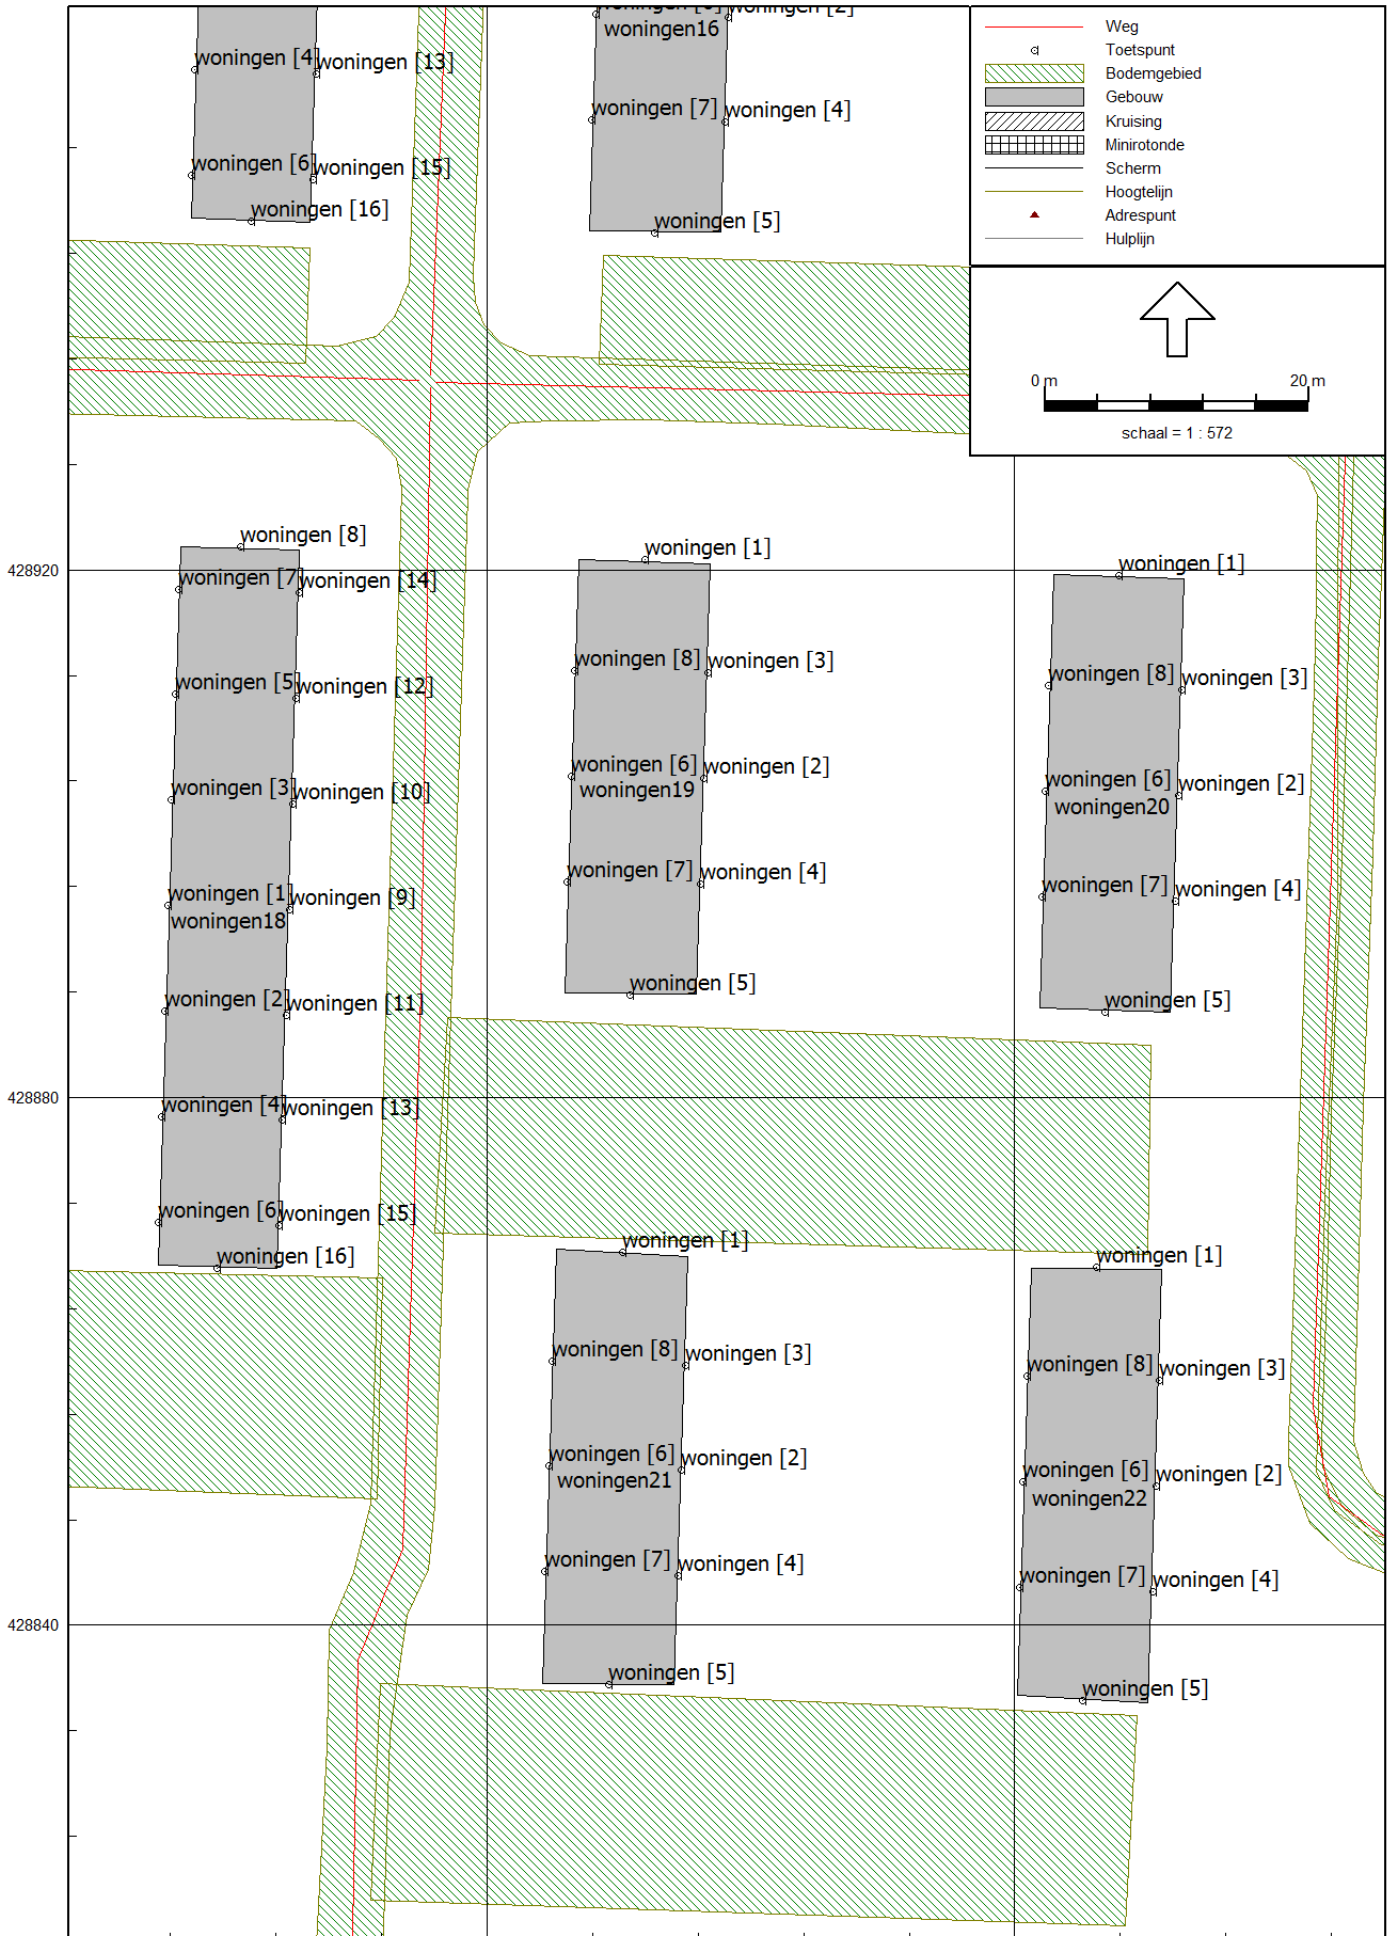 woningen [2]
woningen16
woningen [4]
woningen [13]
woningen [7]
woningen [4]
woningen [6]
woningen [15]
woningen [16]
woningen [5]
Weg
Toetspunt
Bodemgebied
Gebouw
Kruising
Minirotonde
Scherm
Hoogtelijn
Adrespunt
Hulplijn
0 m
20 m
schaal = 1 : 572
woningen [8]
woningen [1]
woningen [1]
428920
woningen [7]
woningen [14]
woningen [8]
woningen [3]
woningen [8]
woningen [3]
woningen [5]
woningen [12]
woningen [6]
woningen [2]
woningen19
woningen [6]
woningen [2]
woningen20
woningen [3]
woningen [10]
woningen [7]
woningen [4]
woningen [7]
woningen [4]
woningen [1]
woningen [9]
woningen18
woningen [5]
woningen [5]
woningen [2]
woningen [11]
428880
woningen [4]
woningen [13]
woningen [6]
woningen [15]
woningen [16]
woningen [1]
woningen [1]
woningen [8]
woningen [3]
woningen [8]
woningen [3]
woningen [6]
woningen [2]
woningen21
woningen [6]
woningen [2]
woningen22
woningen [7]
woningen [4]
woningen [7]
woningen [4]
428840
woningen [5]
woningen [5]